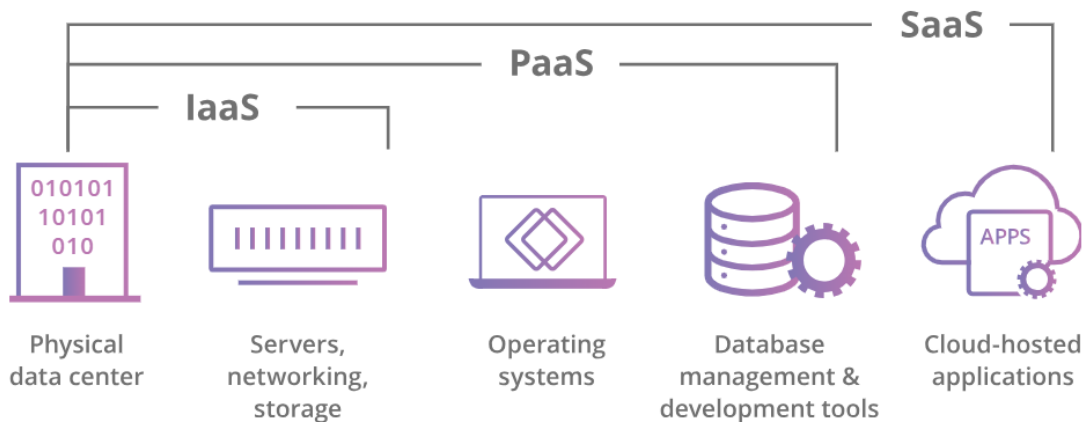 SaaS
PaaS
IaaS
010101
10101
010
APPS
Physical
data center
Servers,
networking,
storage
Operating
systems
Database
management &
development tools
Cloud-hosted
applications